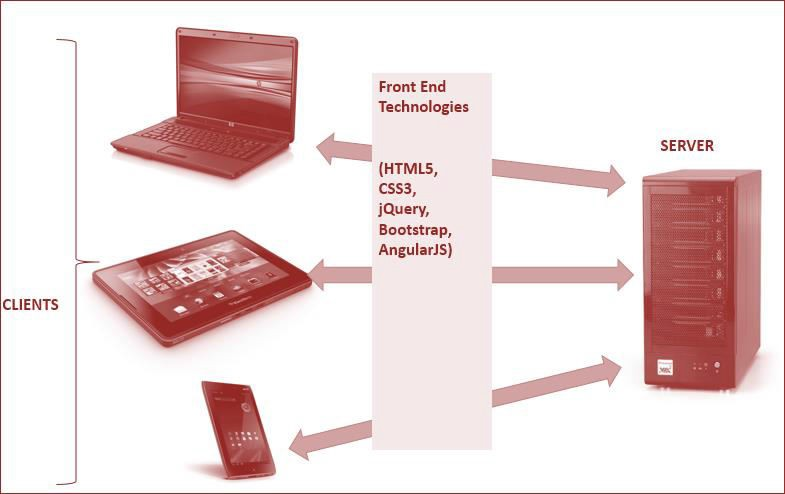 Front End
Technologies
(HTML5,
CSS3,
jQuery,
Bootstrap,
AngularJS)
SERVER
CLIENTS